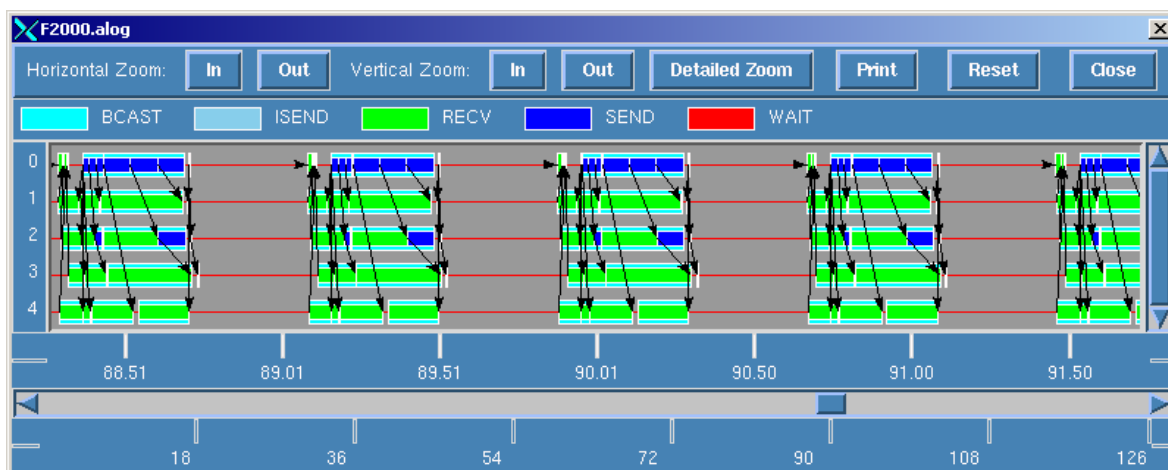 F2000.alog
Horizontal Zoom: In Out Vertical Zoom: In Out Detailed Zoom Print Reset Close
BCAST ISEND RECV SEND WAIT
0
1
2
3
4
88.51 89.01 89.51 90.01 90.50 91.00 91.50
18 36 54 72 90 108 126